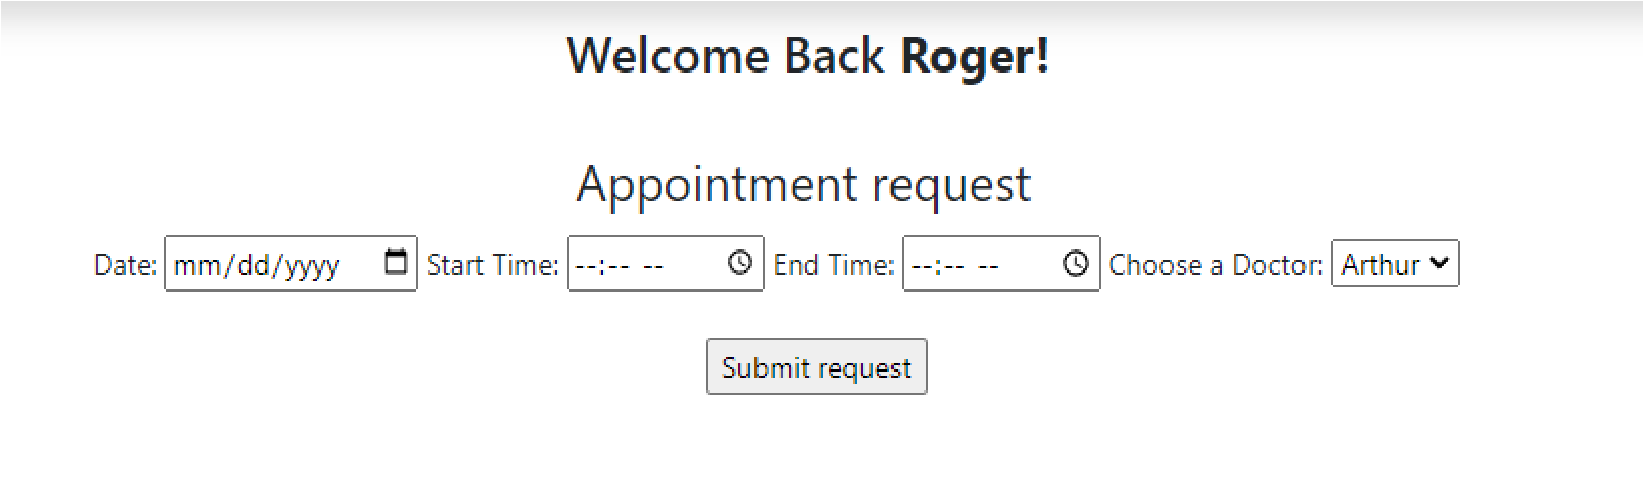 Welcome Back Roger!
Appointment request
Date: mm/dd/yyyy Start Time: --:-- -- End Time: --:-- -- Choose a Doctor: Arthur
Submit request